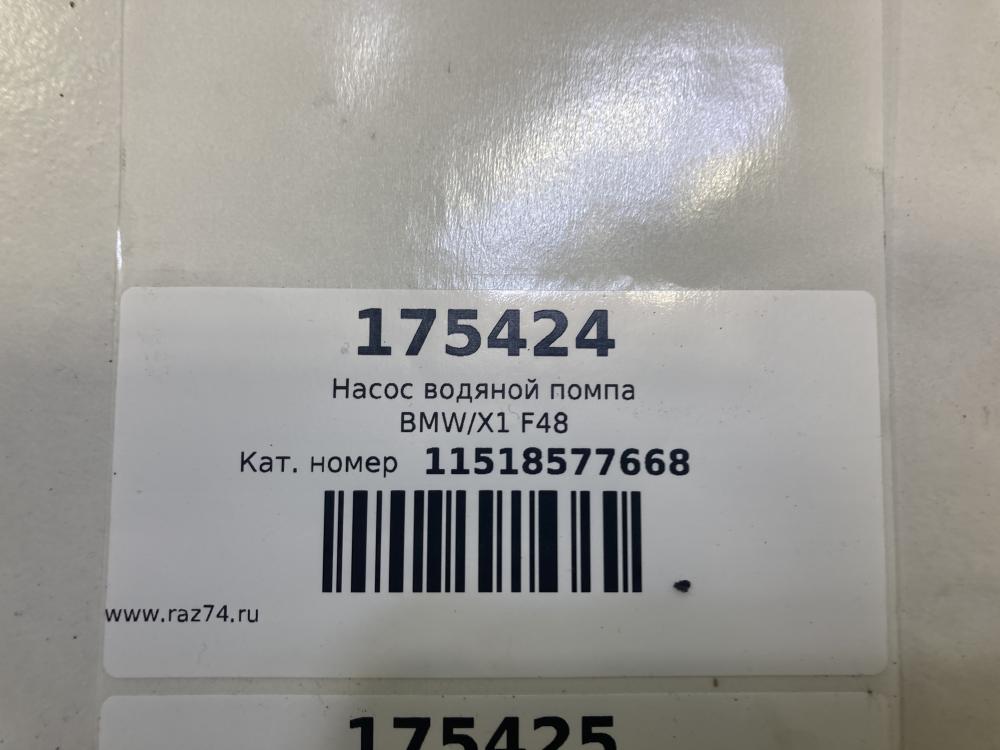 175424
Насос водяной помпа
BMW/X1 F48
Кат. номер 11518577668
www.raz74.ru
175425